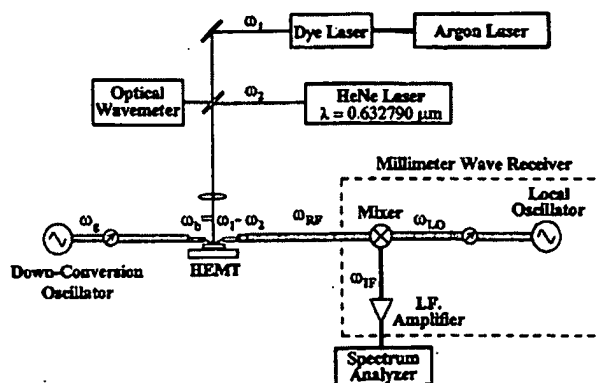 ω1
Dye Laser
Argon Laser
Optical
Wavemeter
ω2
HeNe Laser
λ = 0.632790 μm
Millimeter Wave Receiver
Local
Oscillator
Mixer
ωg
ωb
ω1- ω2
ωRF
ωLO
Down-Conversion
Oscillator
HEMT
ωIF
I.F.
Amplifier
Spectrum
Analyzer